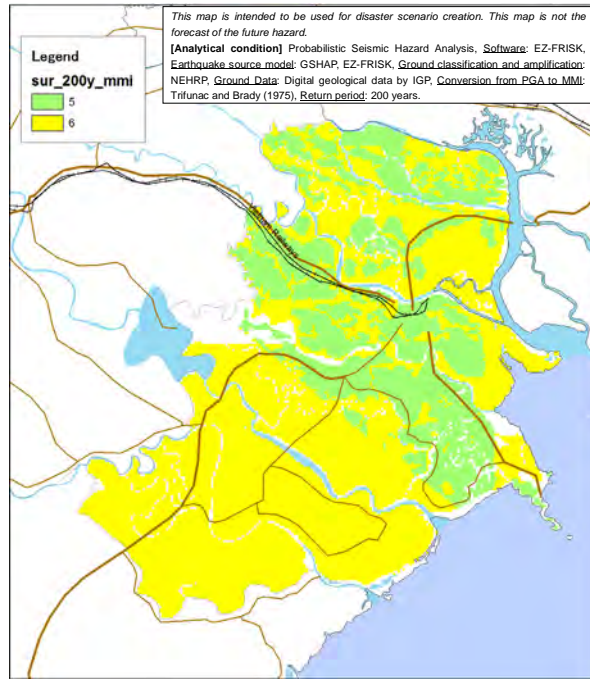 This map is intended to be used for disaster scenario creation. This map is not the
forecast of the future hazard.
[Analytical condition] Probabilistic Seismic Hazard Analysis, Software: EZ-FRISK,
Earthquake source model: GSHAP, EZ-FRISK, Ground classification and amplification:
NEHRP, Ground Data: Digital geological data by IGP, Conversion from PGA to MMI:
Trifunac and Brady (1975), Return period: 200 years.
Legend
sur_200y_mmi
5
6